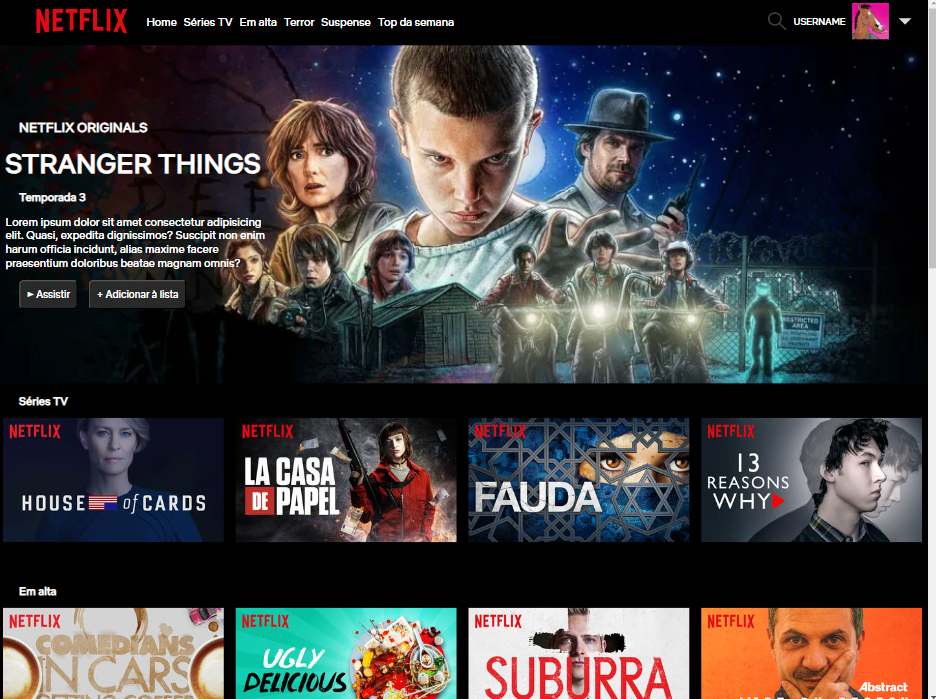 NETFLIX
Home Séries TV Em alta Terror Suspense Top da semana
USERNAME
NETFLIX ORIGINALS
STRANGER THINGS
Temporada 3
Lorem ipsum dolor sit amet consectetur adipisicing
elit. Quasi, expedita dignissimos? Suscipit non enim
harum officia incidunt, alias maxime facere
praesentium doloribus beatae magnam omnis?
Assistir
+ Adicionar à lista
RESTRICTED
AREA
Séries TV
NETFLIX
HOUSE of CARDS
NETFLIX
LA CASA
DE PAPEL
NETFLIX
FAUDA
NETFLIX
13
REASONS
WHY
Em alta
NETFLIX
COMEDIANS
IN CARS
GETTING COFFEE
NETFLIX
UGLY
DELICIOUS
NETFLIX
SUBURRA
NETFLIX
Abstract